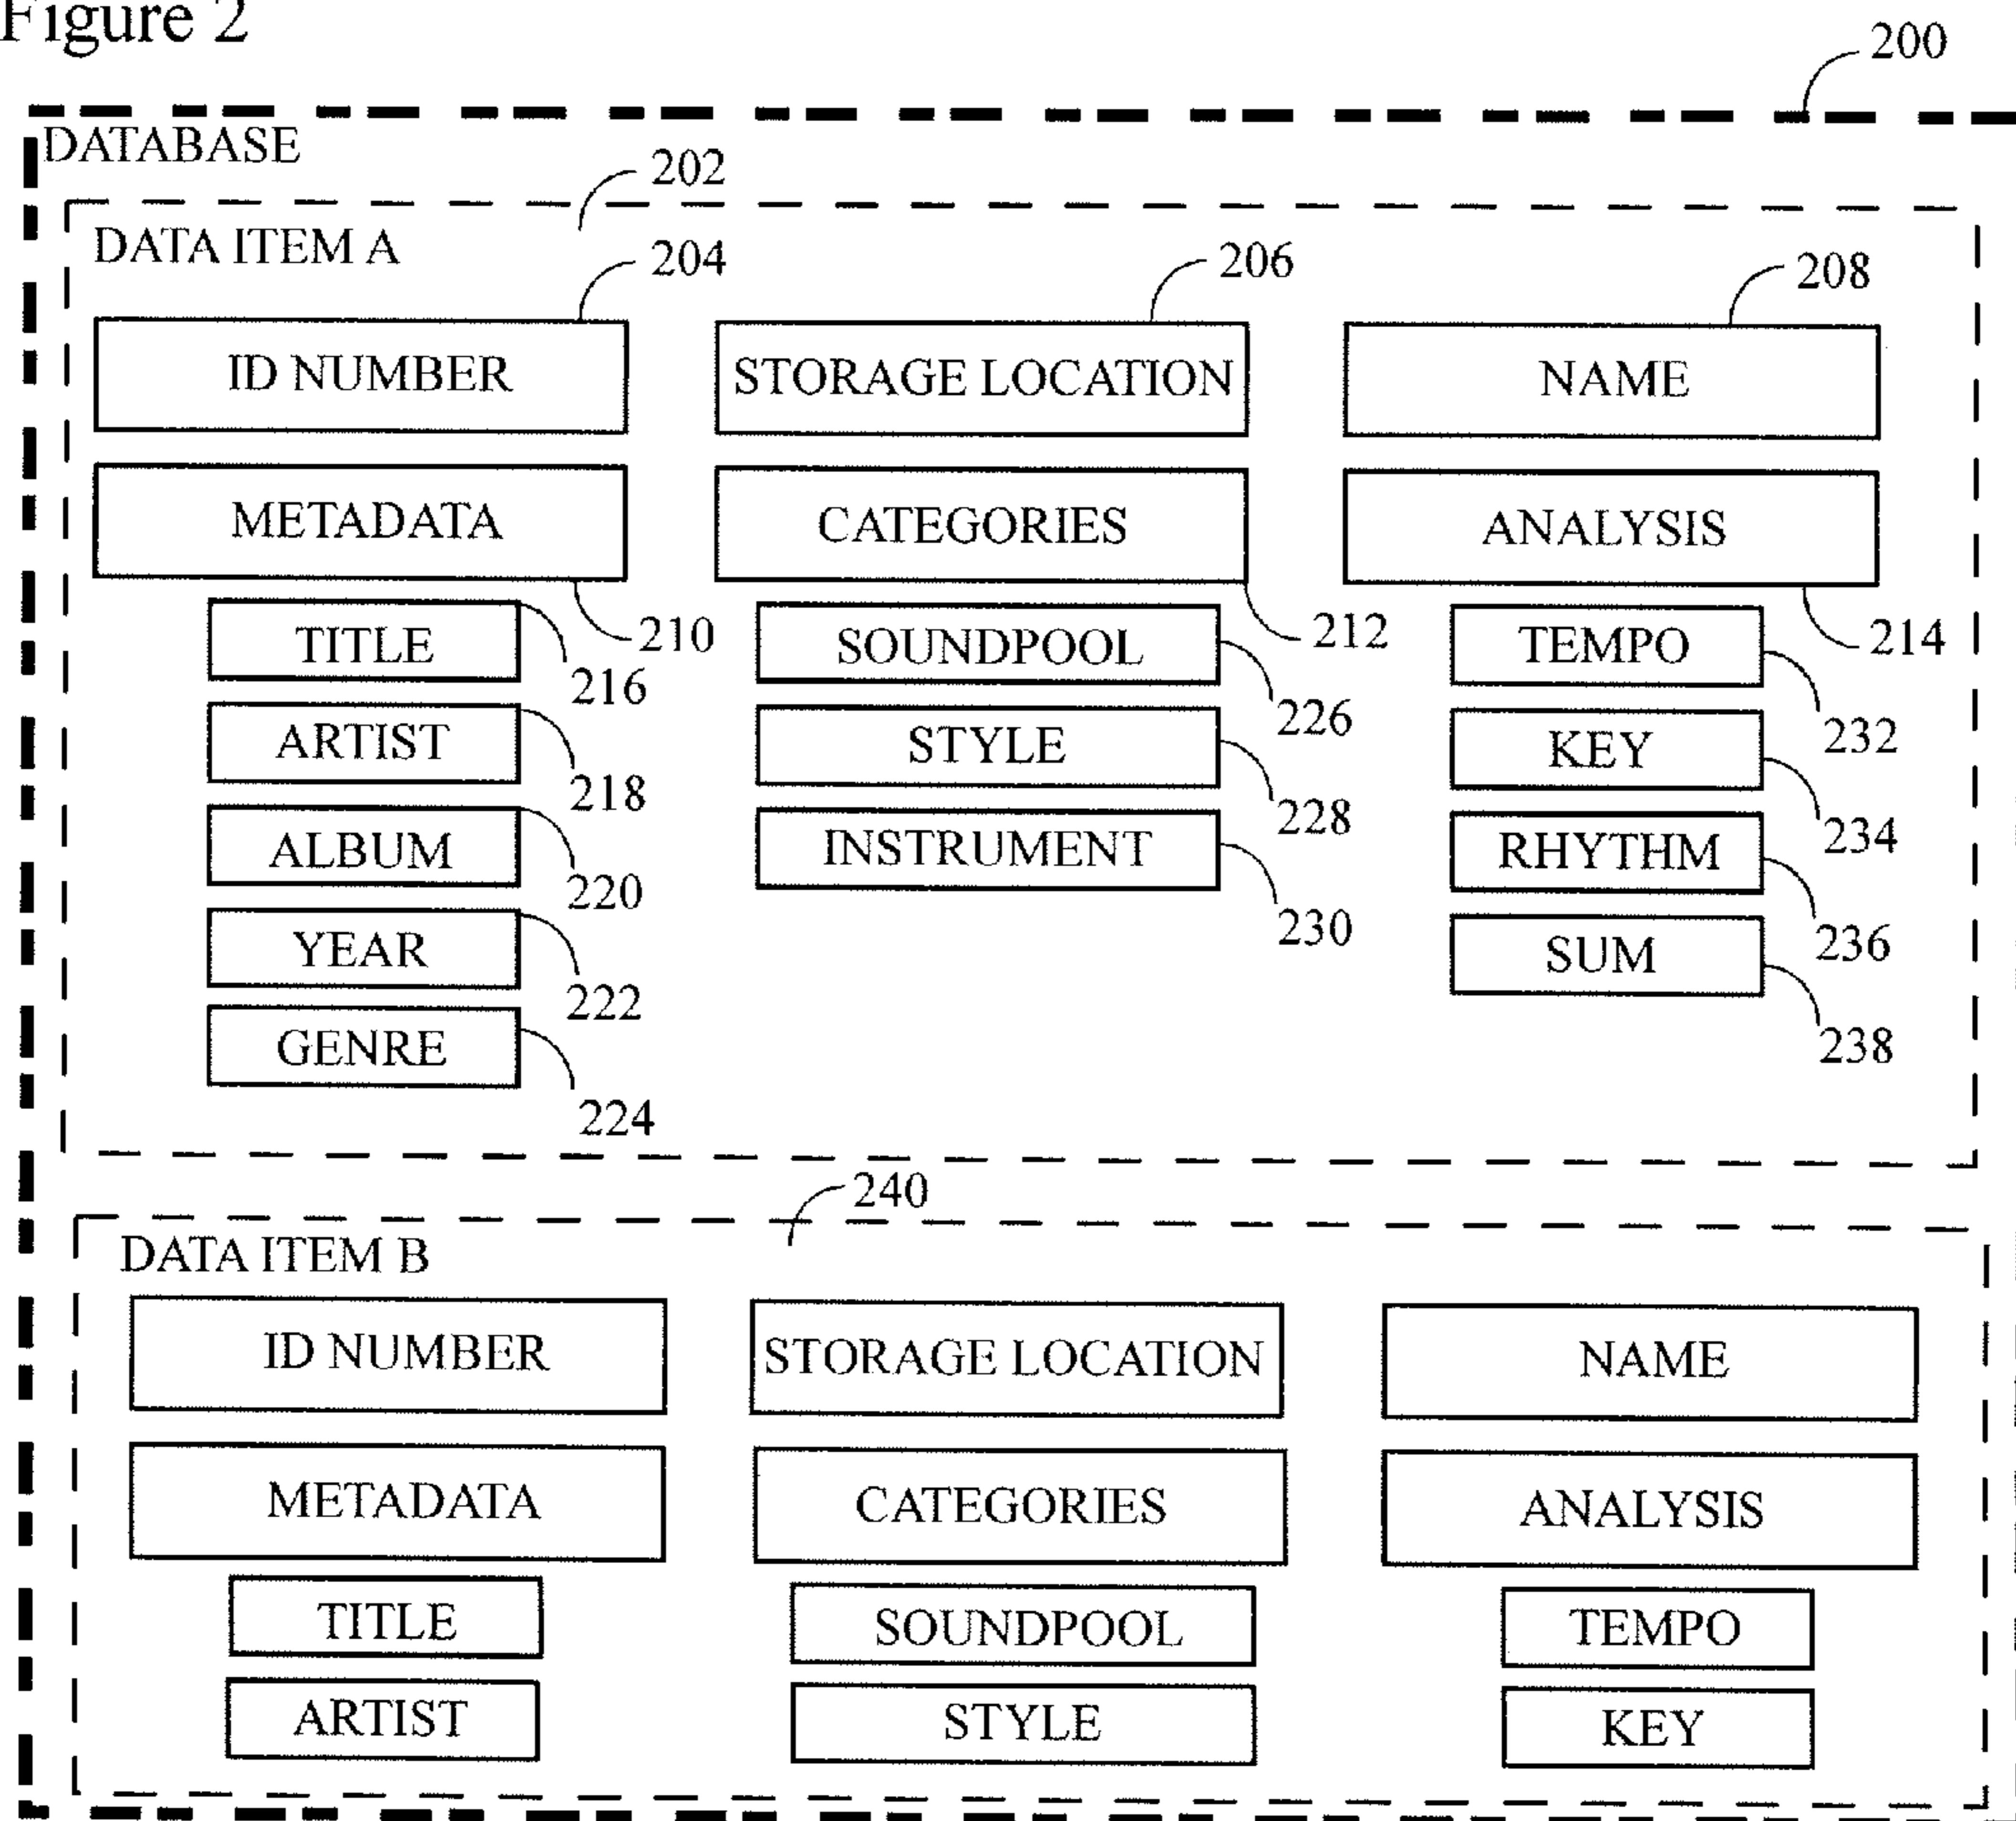 Figure 2
200
DATABASE
202
DATA ITEM A
204
206
208
ID NUMBER
STORAGE LOCATION
NAME
METADATA
CATEGORIES
ANALYSIS
210
212
214
TITLE
216
SOUNDPOOL
226
TEMPO
232
ARTIST
218
STYLE
228
KEY
234
ALBUM
220
INSTRUMENT
230
RHYTHM
236
YEAR
222
SUM
238
GENRE
224
240
DATA ITEM B
ID NUMBER
STORAGE LOCATION
NAME
METADATA
CATEGORIES
ANALYSIS
TITLE
SOUNDPOOL
TEMPO
ARTIST
STYLE
KEY